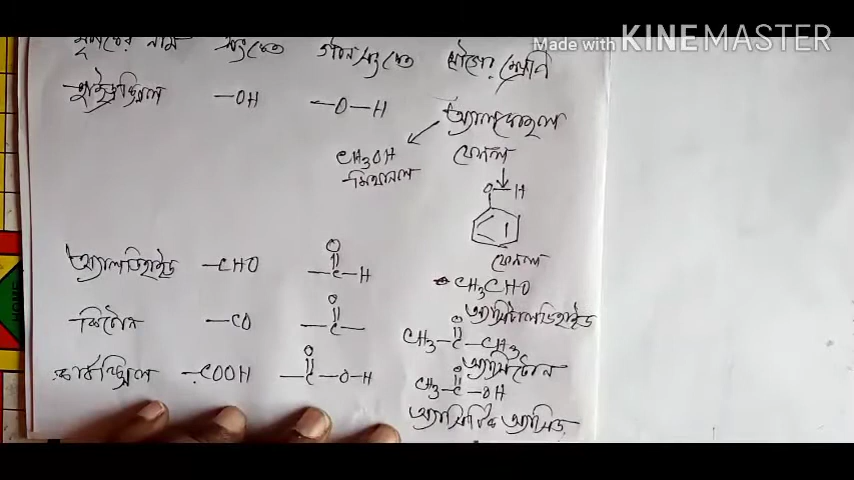 Made with KINEMASTER
মূলকের নাম সংকেত গঠন সংকেত যৌগের শ্রেণি
হাইড্রক্সিল —OH —O—H অ্যালকোহল
CH3OH ফেনল
মিথানল O—H
ফেনল
অ্যালডিহাইড —CHO O
—C—H
CH3CHO
অ্যাসিটালডিহাইড
কিটোন —CO O
—C—
O
CH3—C—CH3
অ্যাসিটোন
কার্বক্সিল —COOH O
—C—O—H
O
CH3—C—OH
অ্যাসিটিক অ্যাসিড